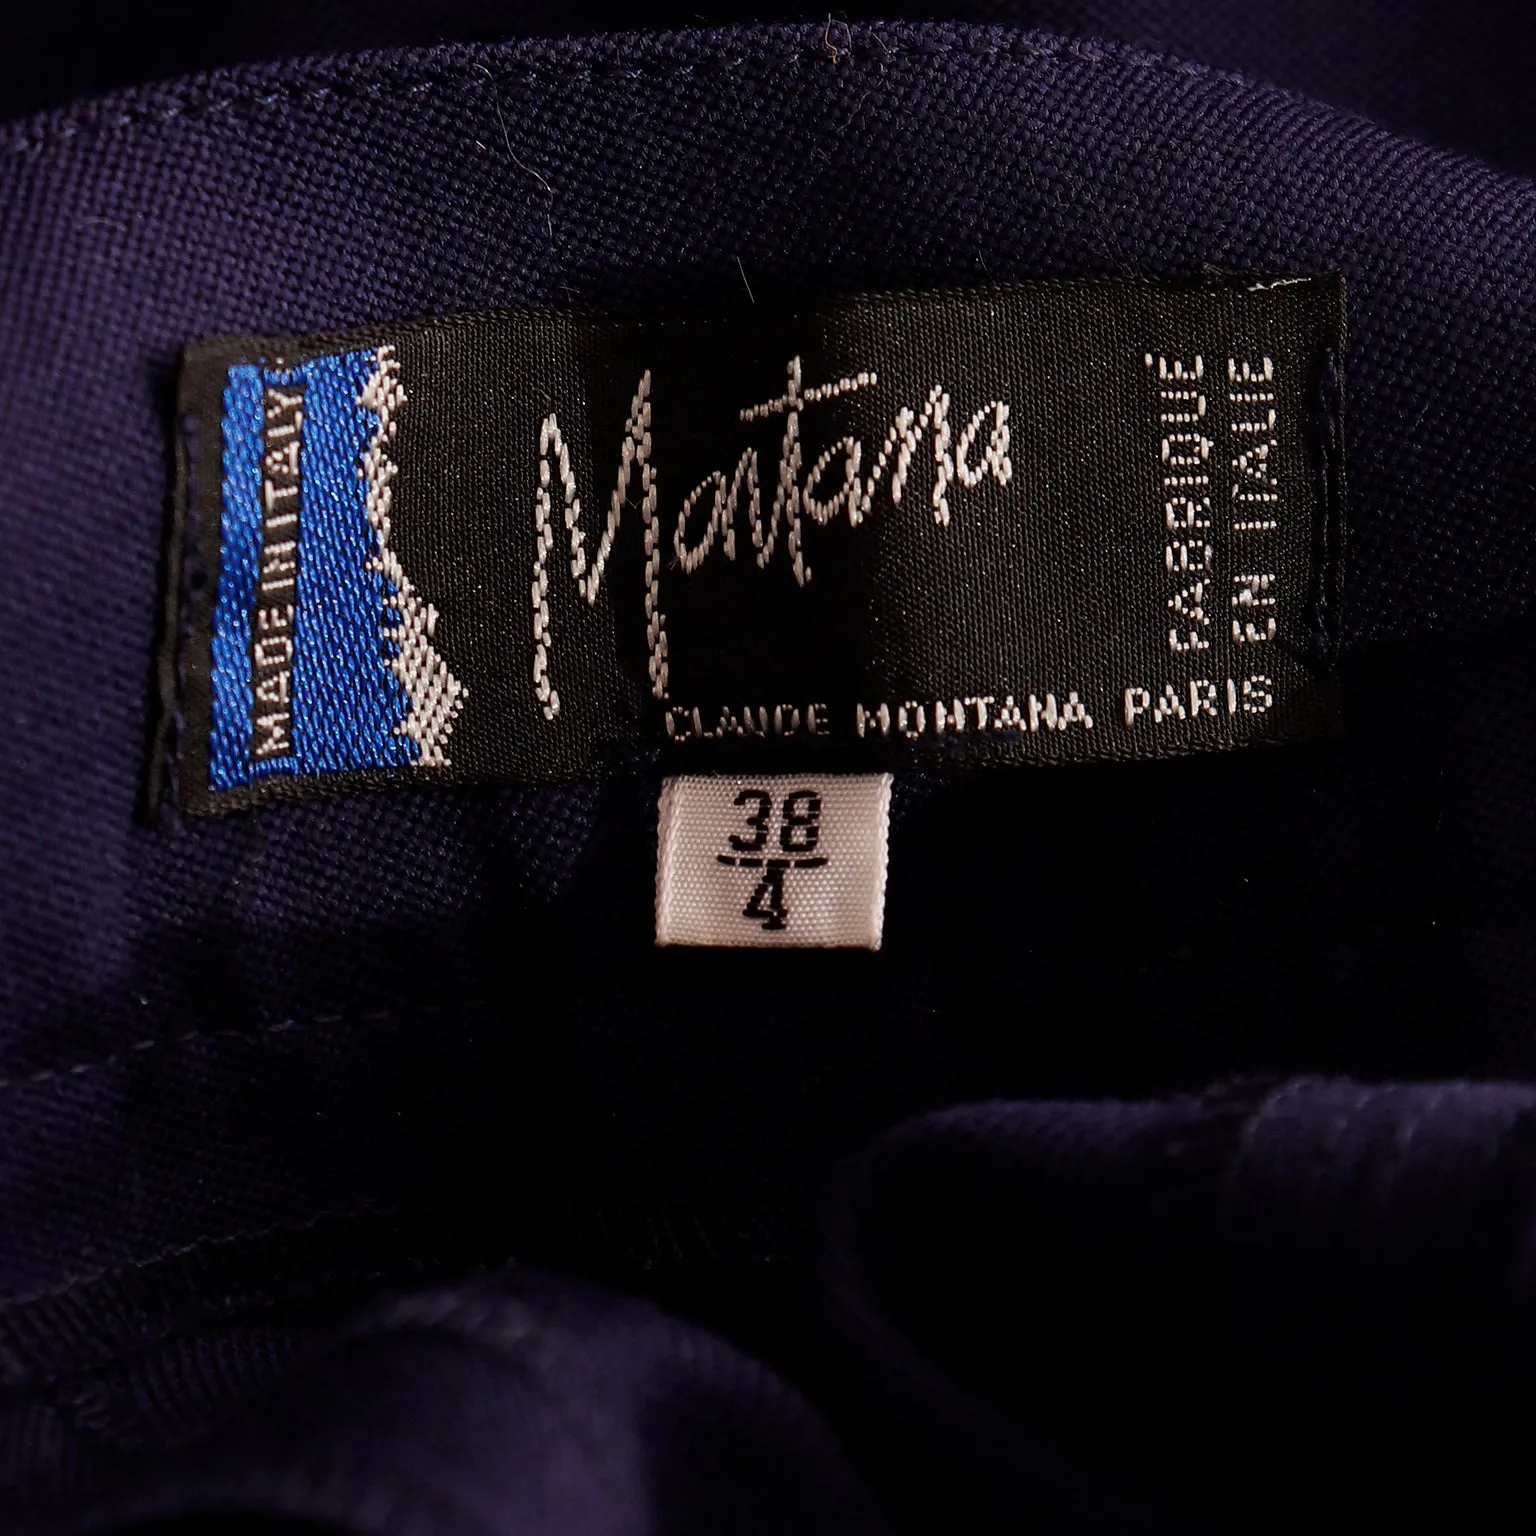 MADE IN ITALY
Montana
FABRIQUÉ
EN ITALIE
CLAUDE MONTANA PARIS
38
4